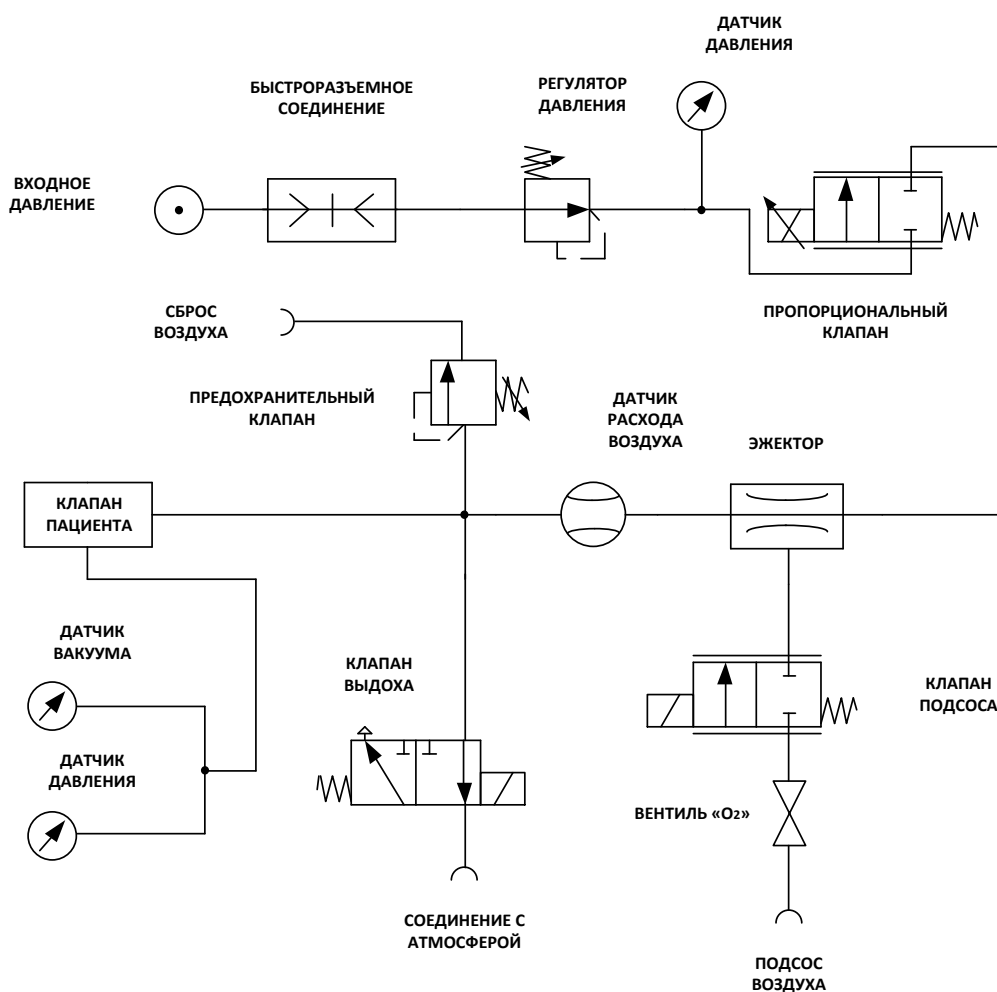 ДАТЧИК
ДАВЛЕНИЯ
БЫСТРОРАЗЪЕМНОЕ
СОЕДИНЕНИЕ
РЕГУЛЯТОР
ДАВЛЕНИЯ
ВХОДНОЕ
ДАВЛЕНИЕ
СБРОС
ВОЗДУХА
ПРОПОРЦИОНАЛЬНЫЙ
КЛАПАН
ПРЕДОХРАНИТЕЛЬНЫЙ
КЛАПАН
ДАТЧИК
РАСХОДА
ВОЗДУХА
ЭЖЕКТОР
КЛАПАН
ПАЦИЕНТА
ДАТЧИК
ВАКУУМА
КЛАПАН
ВЫДОХА
КЛАПАН
ПОДСОСА
ДАТЧИК
ДАВЛЕНИЯ
ВЕНТИЛЬ «O2»
СОЕДИНЕНИЕ С
АТМОСФЕРОЙ
ПОДСОС
ВОЗДУХА